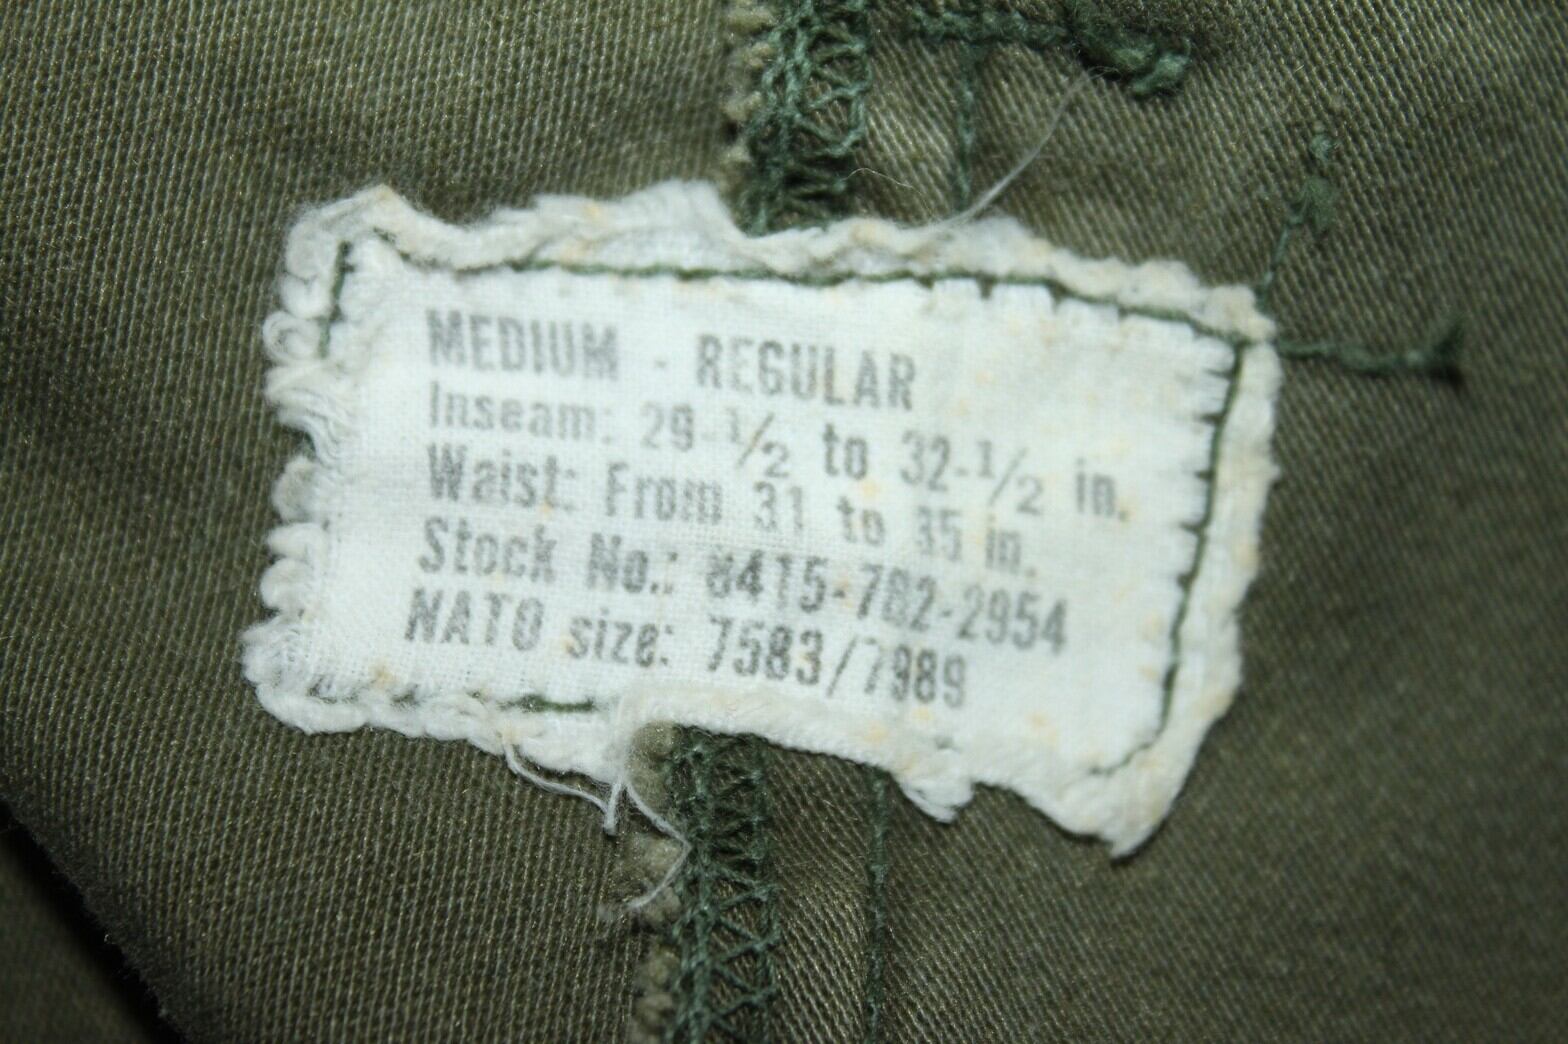 MEDIUM - REGULAR
Inseam: 29-1/2 to 32-1/2 in.
Waist: From 31 to 35 in.
Stock No.: 8415-782-2954
NATO size: 7583/7989